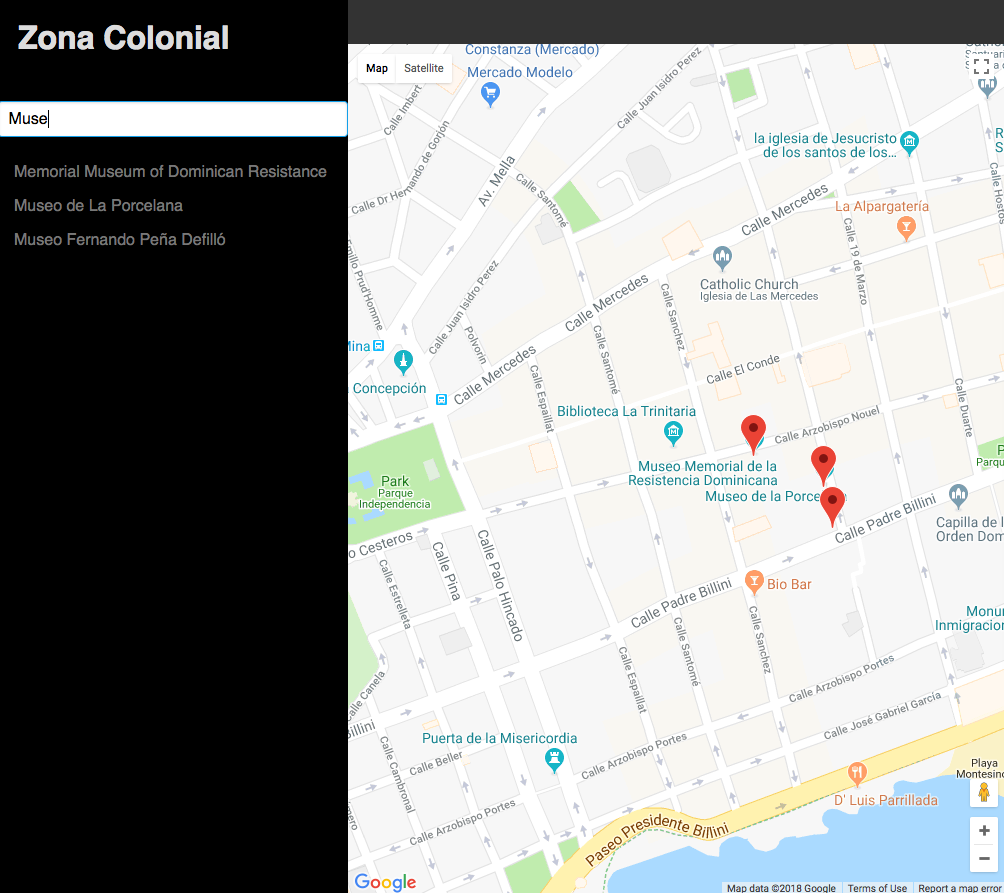 Zona Colonial
Muse
Memorial Museum of Dominican Resistance
Museo de La Porcelana
Museo Fernando Peña Defilló
Map
Satellite
Constanza (Mercado)
Mercado Modelo
Calle Imbert
Calle Juan Isidro Perez
Calle Dr Hernando de Gorjón
Av. Mella
Calle Santomé
la iglesia de Jesucristo
de los santos de los...
Calle Mercedes
La Alpargatería
Calle 19 de Marzo
Calle Hostos
Catholic Church
Iglesia de Las Mercedes
Emilio Prud'Homme
Calle Juan Isidro Perez
Polvorin
Calle Mercedes
Calle Sanchez
Calle Santomé
Mina
Concepción
Calle Mercedes
Calle El Conde
Calle Espaillat
Calle Duarte
Biblioteca La Trinitaria
Calle Arzobispo Nouel
Museo Memorial de la
Resistencia Dominicana
Museo de la Porce
Park
Parque
Independencia
Calle Padre Billini
Capilla de l
Orden Dom
o Cesteros
Calle Pina
Calle Palo Hincado
Calle Estrelleta
Bio Bar
Calle Padre Billini
Calle Sanchez
Calle Santomé
Calle Espaillat
Monu
Inmigracion
Calle Canela
Billini
Calle Arzobispo Portes
Calle José Gabriel García
Puerta de la Misericordia
Calle Beller
Calle Cambronal
Calle Arzobispo Portes
Calle Arzobispo Portes
Playa
Montesino
D' Luis Parrillada
Paseo Presidente Billini
Google
Map data ©2018 Google
Terms of Use
Report a map error